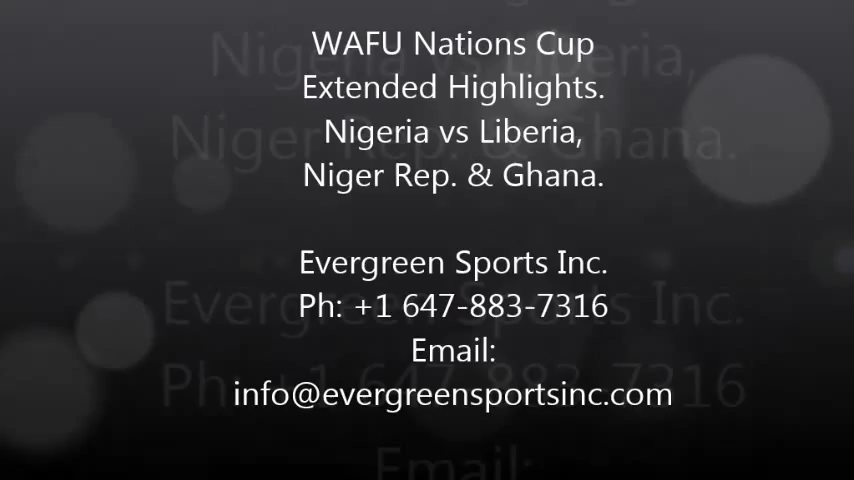 WAFU Nations Cup
Extended Highlights.
Nigeria vs Liberia,
Niger Rep. & Ghana.
Evergreen Sports Inc.
Ph: +1 647-883-7316
Email:
info@evergreensportsinc.com